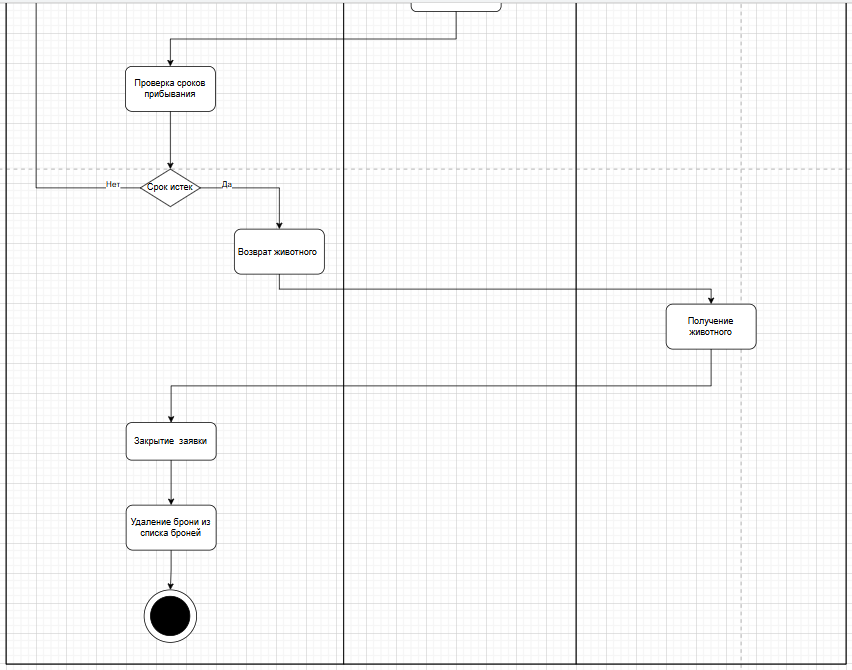 Проверка сроков
прибывания
Нет
Срок истек
Да
Возврат животного
Получение
животного
Закрытие заявки
Удаление брони из
списка броней